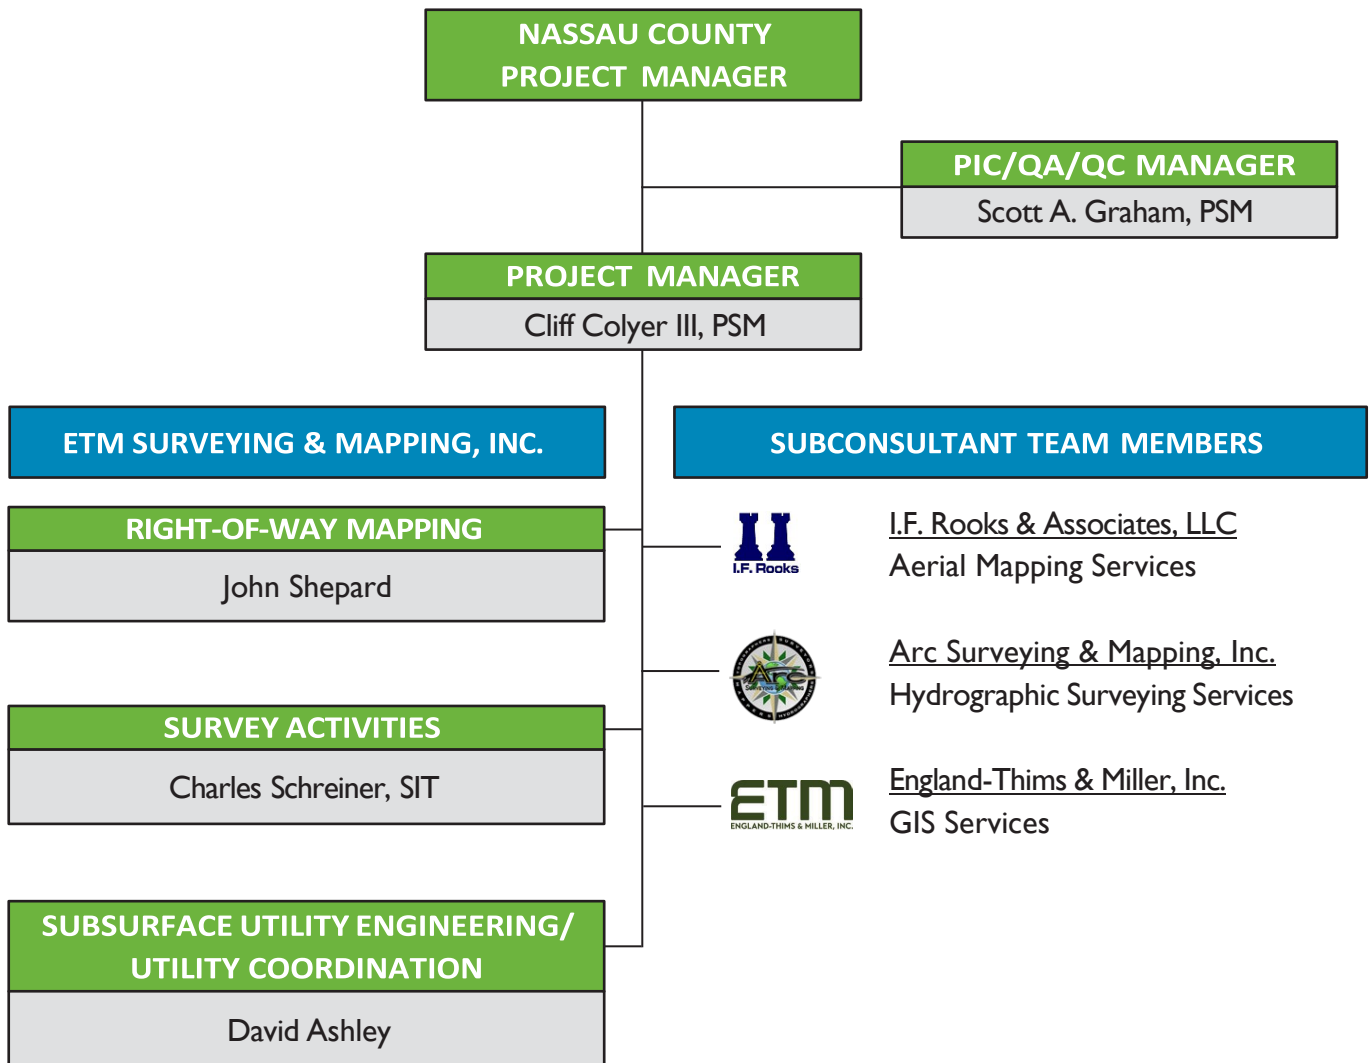 NASSAU COUNTY
PROJECT MANAGER
PIC/QA/QC MANAGER
Scott A. Graham, PSM
PROJECT MANAGER
Cliff Colyer III, PSM
ETM SURVEYING & MAPPING, INC.
SUBCONSULTANT TEAM MEMBERS
RIGHT-OF-WAY MAPPING
John Shepard
I.F. Rooks
I.F. Rooks & Associates, LLC
Aerial Mapping Services
Arc
SURVEYING & MAPPING
Arc Surveying & Mapping, Inc.
Hydrographic Surveying Services
SURVEY ACTIVITIES
Charles Schreiner, SIT
ETM
ENGLAND-THIMS & MILLER, INC.
England-Thims & Miller, Inc.
GIS Services
SUBSURFACE UTILITY ENGINEERING/
UTILITY COORDINATION
David Ashley